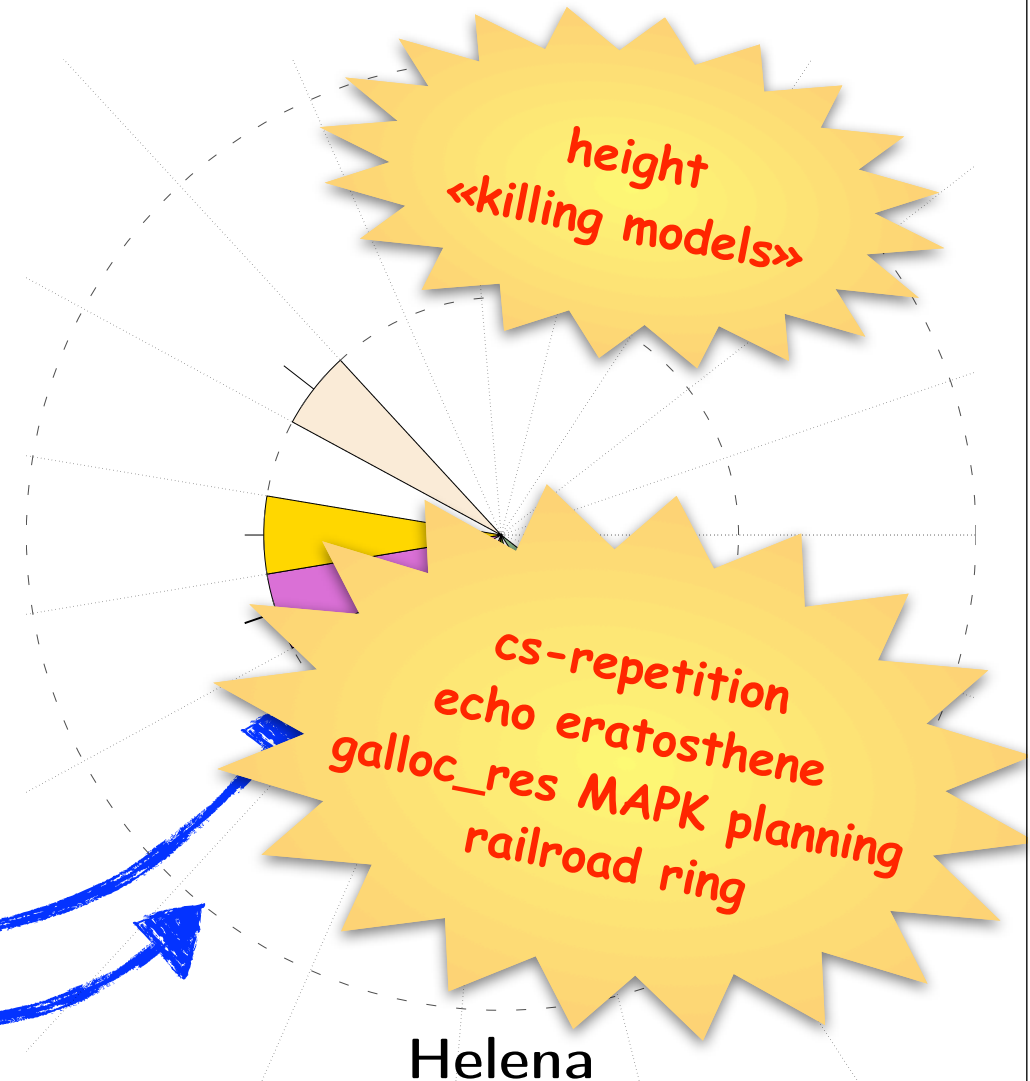 height
«killing models»
cs-repetition
echo eratosthene
galloc_res MAPK planning
railroad ring
Helena